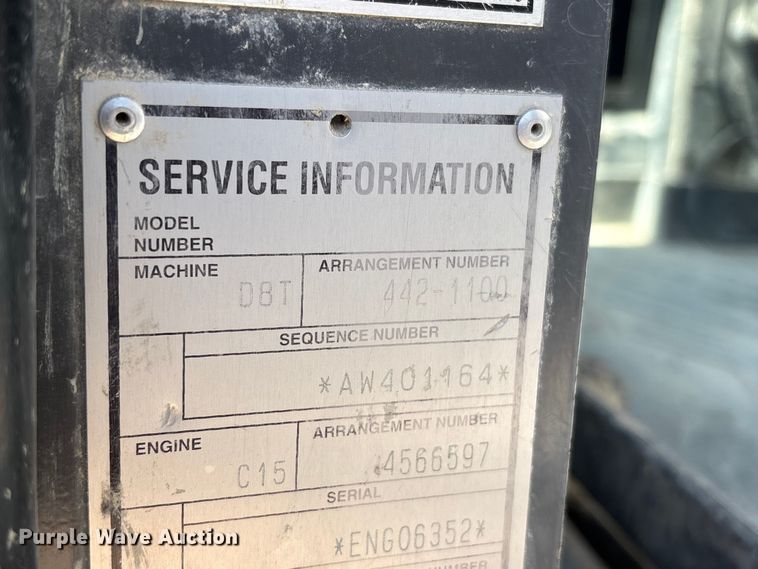 SERVICE INFORMATION
MODEL
NUMBER
MACHINE D8T
ARRANGEMENT NUMBER 442-1100
SEQUENCE NUMBER
*AW401164*
ENGINE C15
ARRANGEMENT NUMBER
4566597
SERIAL
*ENG06352*
NUMBER
Purple Wave Auction